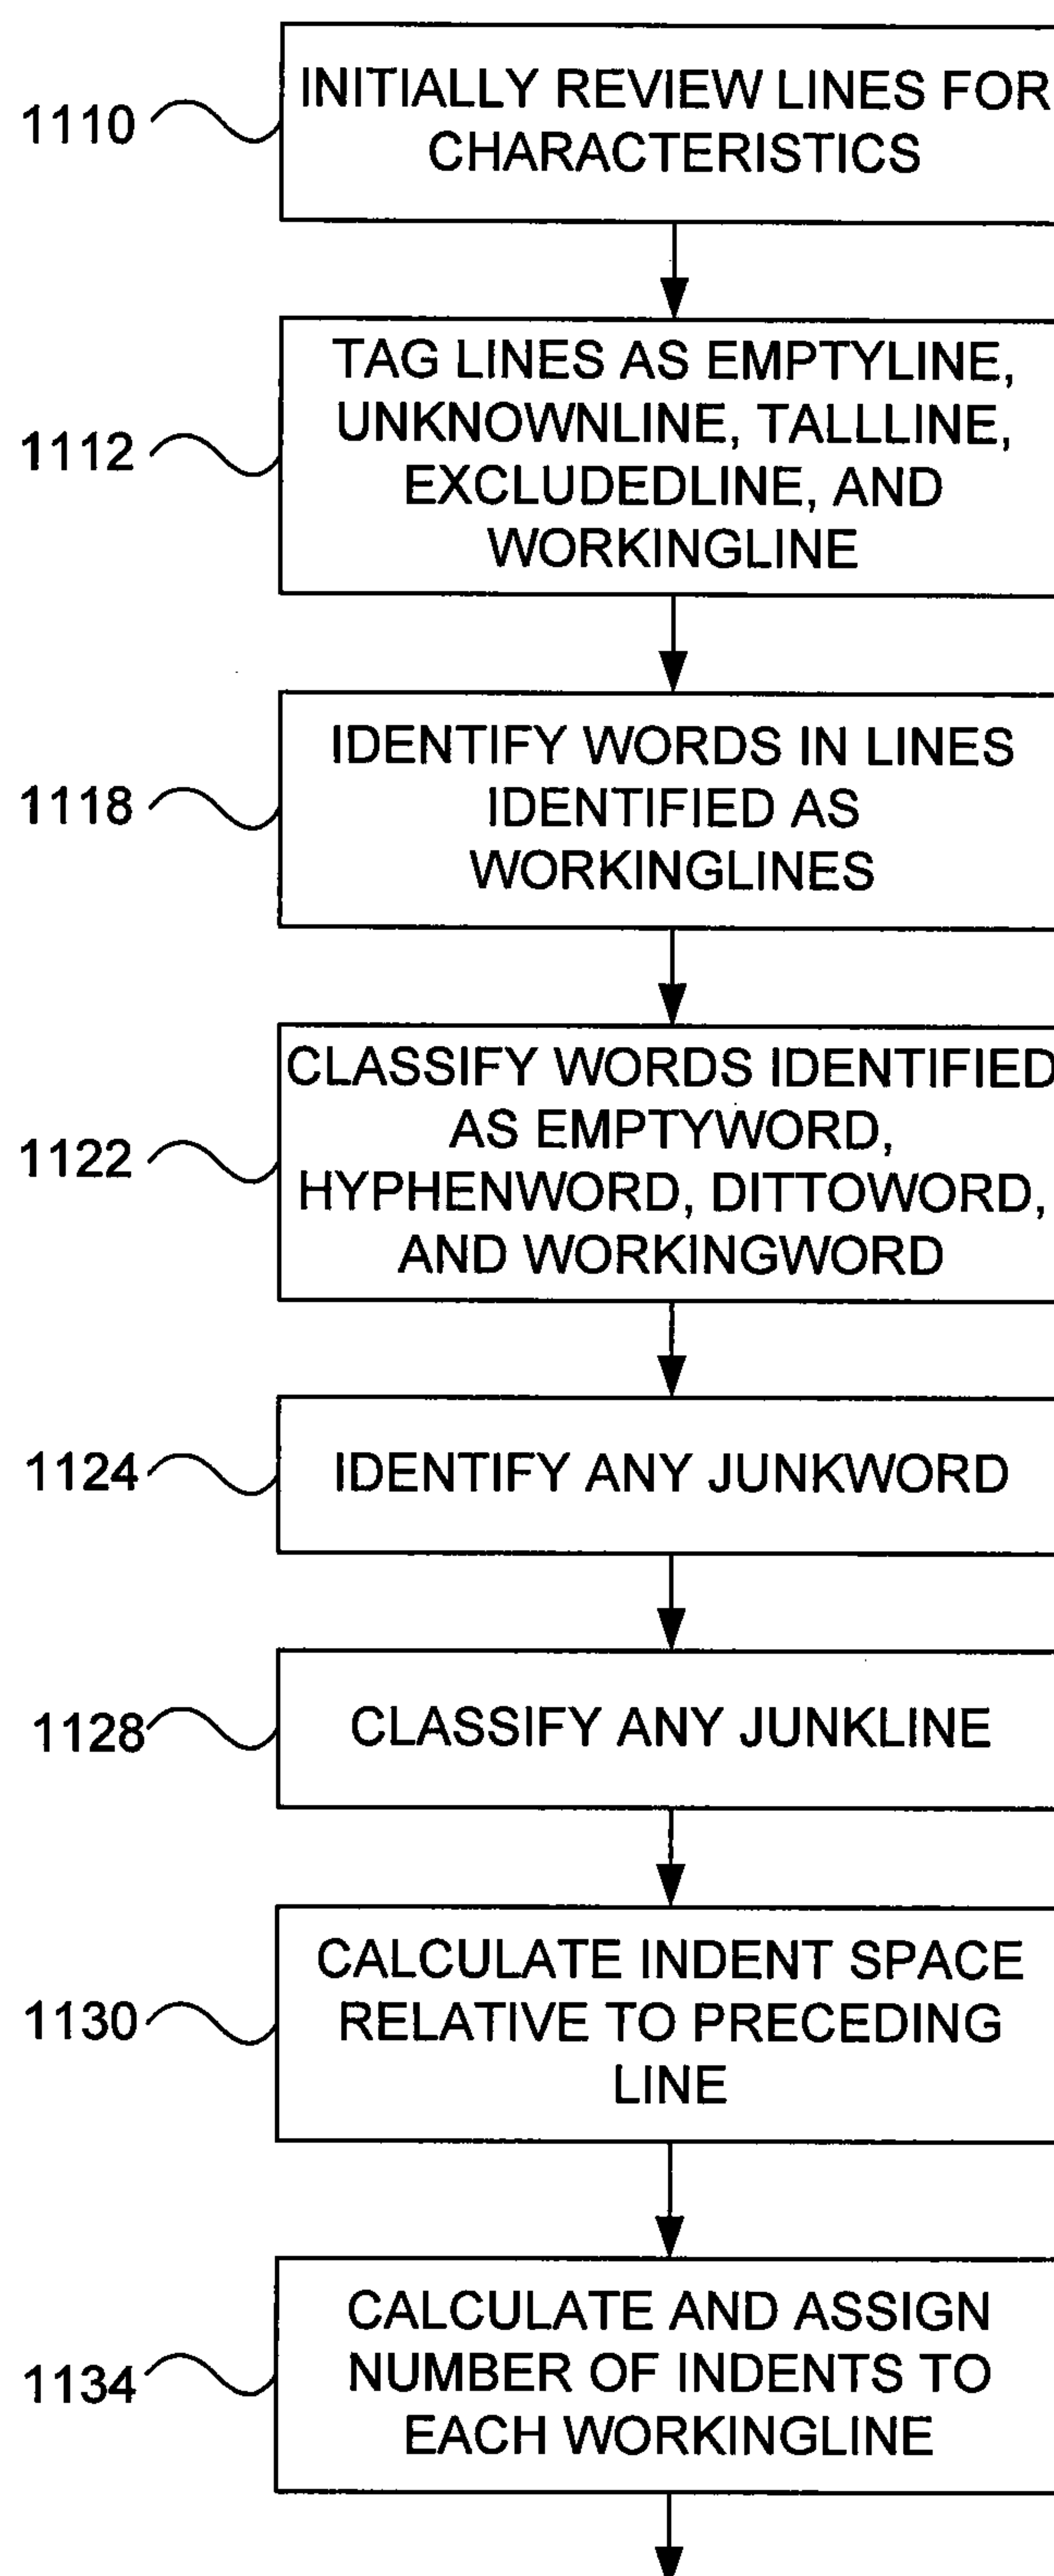 1110
INITIALLY REVIEW LINES FOR
CHARACTERISTICS
1112
TAG LINES AS EMPTYLINE,
UNKNOWNLINE, TALLLINE,
EXCLUDEDLINE, AND
WORKINGLINE
1118
IDENTIFY WORDS IN LINES
IDENTIFIED AS
WORKINGLINES
1122
CLASSIFY WORDS IDENTIFIED
AS EMPTYWORD,
HYPHENWORD, DITTOWORD,
AND WORKINGWORD
1124
IDENTIFY ANY JUNKWORD
1128
CLASSIFY ANY JUNKLINE
1130
CALCULATE INDENT SPACE
RELATIVE TO PRECEDING
LINE
1134
CALCULATE AND ASSIGN
NUMBER OF INDENTS TO
EACH WORKINGLINE